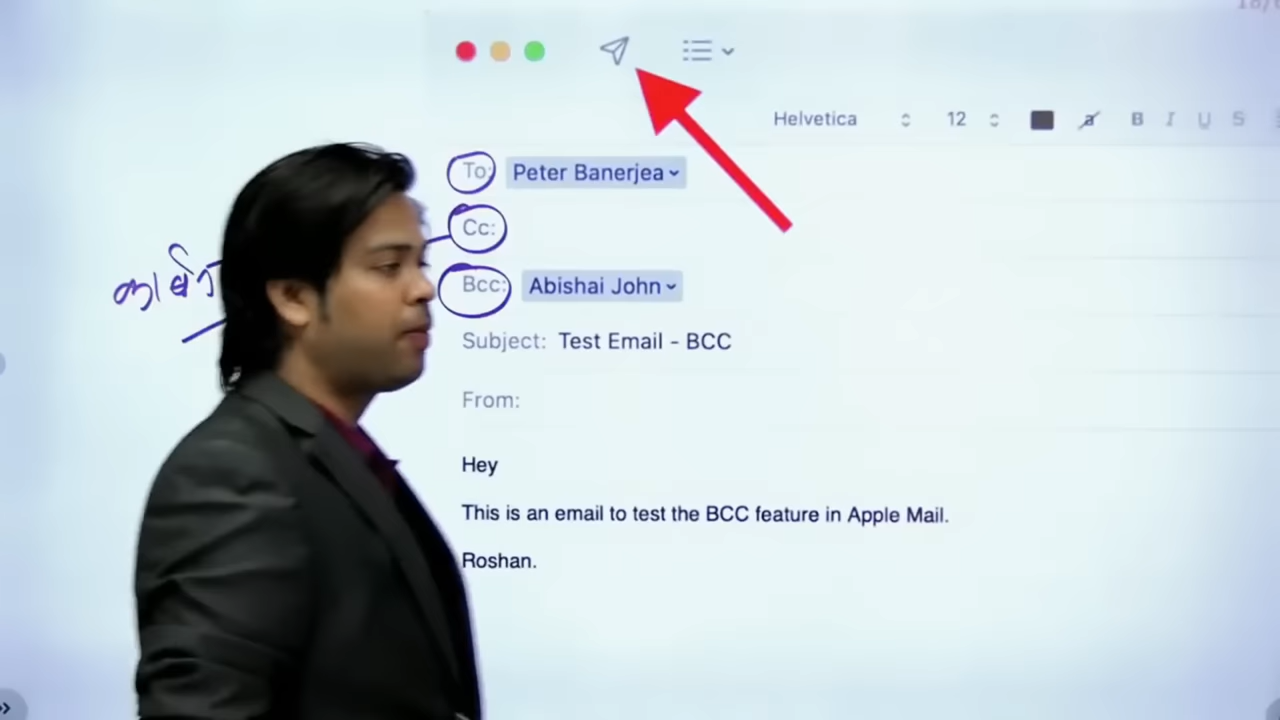 Helvetica 12 a B I U S
To: Peter Banerjea
Cc:
Bcc: Abishai John
Subject: Test Email - BCC
From:
Hey
This is an email to test the BCC feature in Apple Mail.
Roshan.